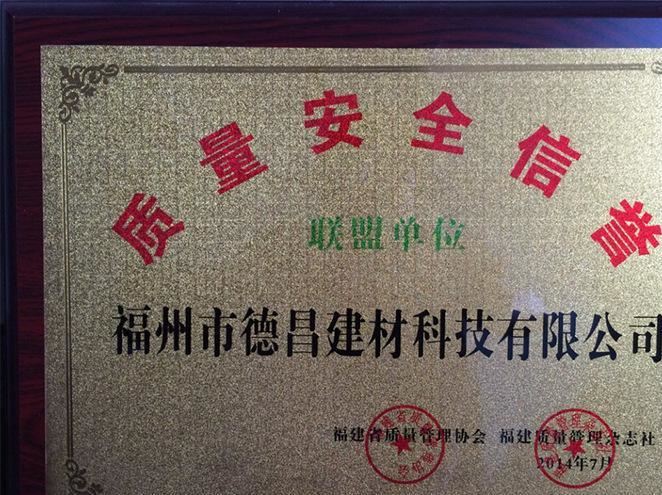 质量安全信誉
联盟单位
福州市德昌建材科技有限公司
福建省质量管理协会 福建质量管理杂志社
2014年7月